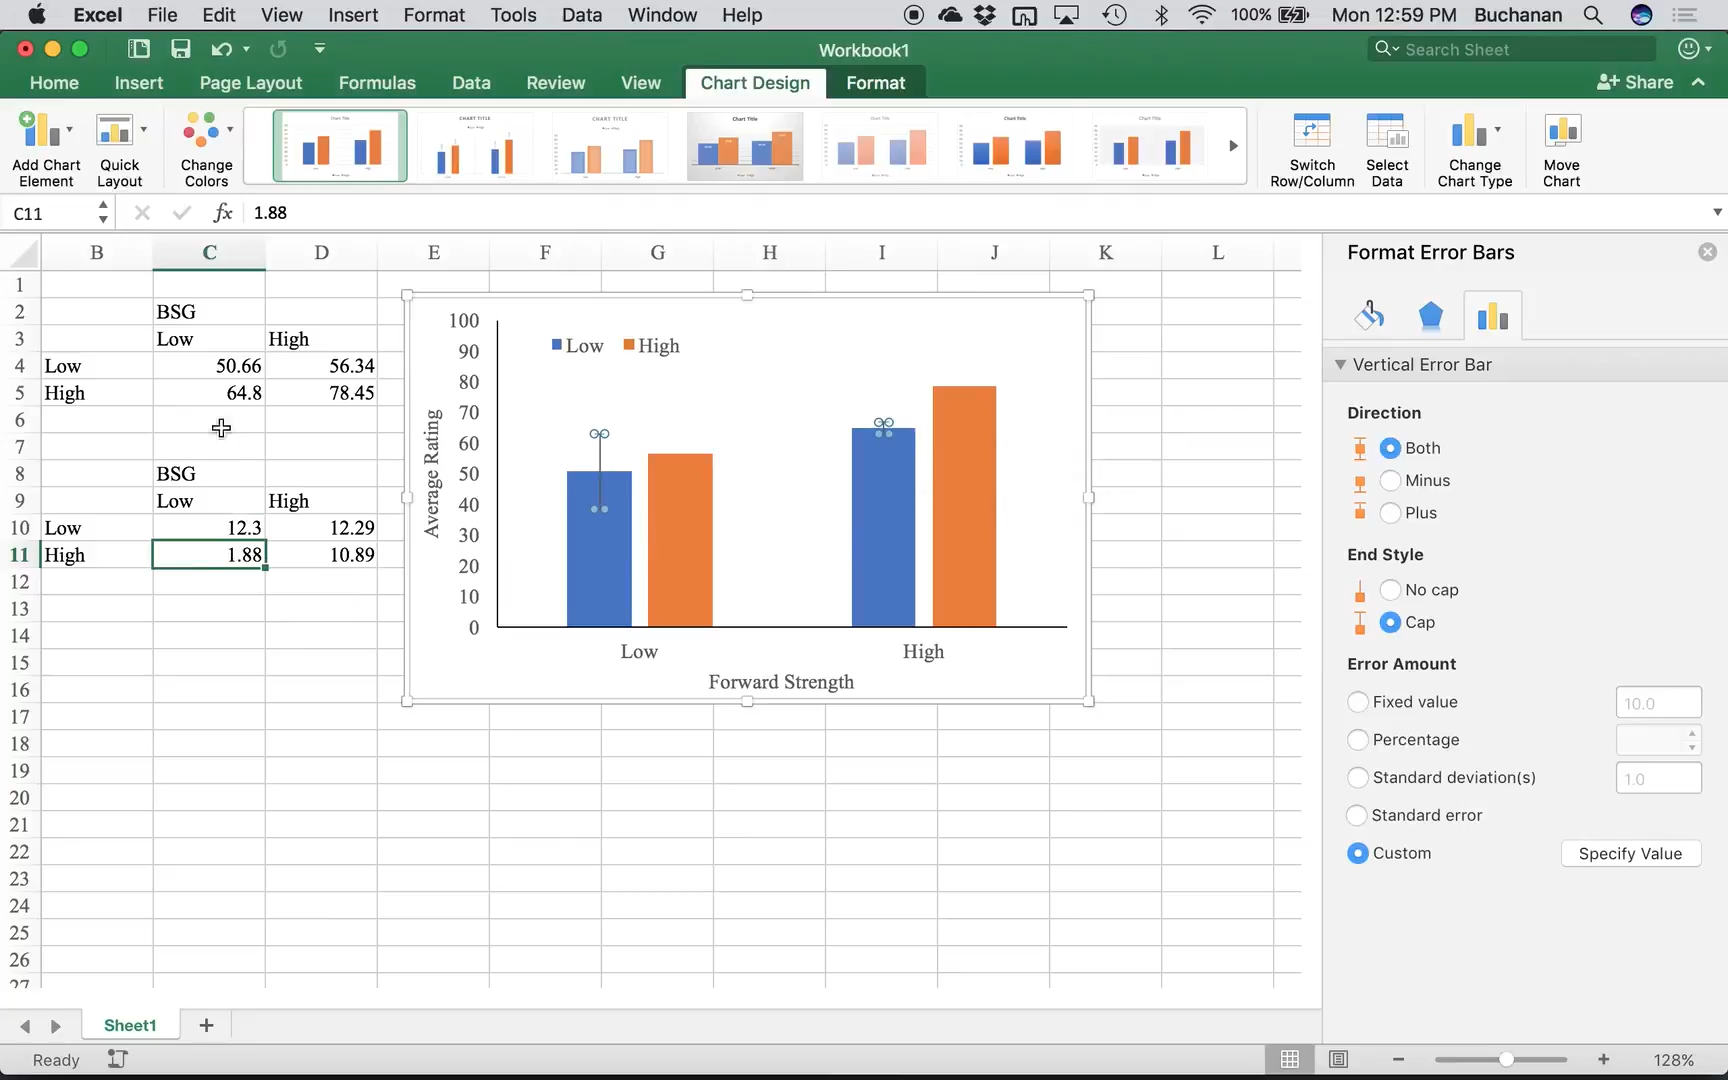 Excel File Edit View Insert Format Tools Data Window Help 100% Mon 12:59 PM Buchanan
Workbook1
Search Sheet
Home Insert Page Layout Formulas Data Review View Chart Design Format Share
Add Chart Element
Quick Layout
Change Colors
Switch Row/Column
Select Data
Change Chart Type
Move Chart
C11 fx 1.88
B C D E F G H I J K L
1
2 BSG
3 Low High
4 Low 50.66 56.34
5 High 64.8 78.45
6
7
8 BSG
9 Low High
10 Low 12.3 12.29
11 High 1.88 10.89
12
13
14
15
16
17
18
19
20
21
22
23
24
25
26
27
100
90
80
70
60
50
40
30
20
10
0
Average Rating
Low High
Low High
Forward Strength
Format Error Bars
Vertical Error Bar
Direction
Both
Minus
Plus
End Style
No cap
Cap
Error Amount
Fixed value 10.0
Percentage
Standard deviation(s) 1.0
Standard error
Custom Specify Value
Sheet1 +
Ready 128%